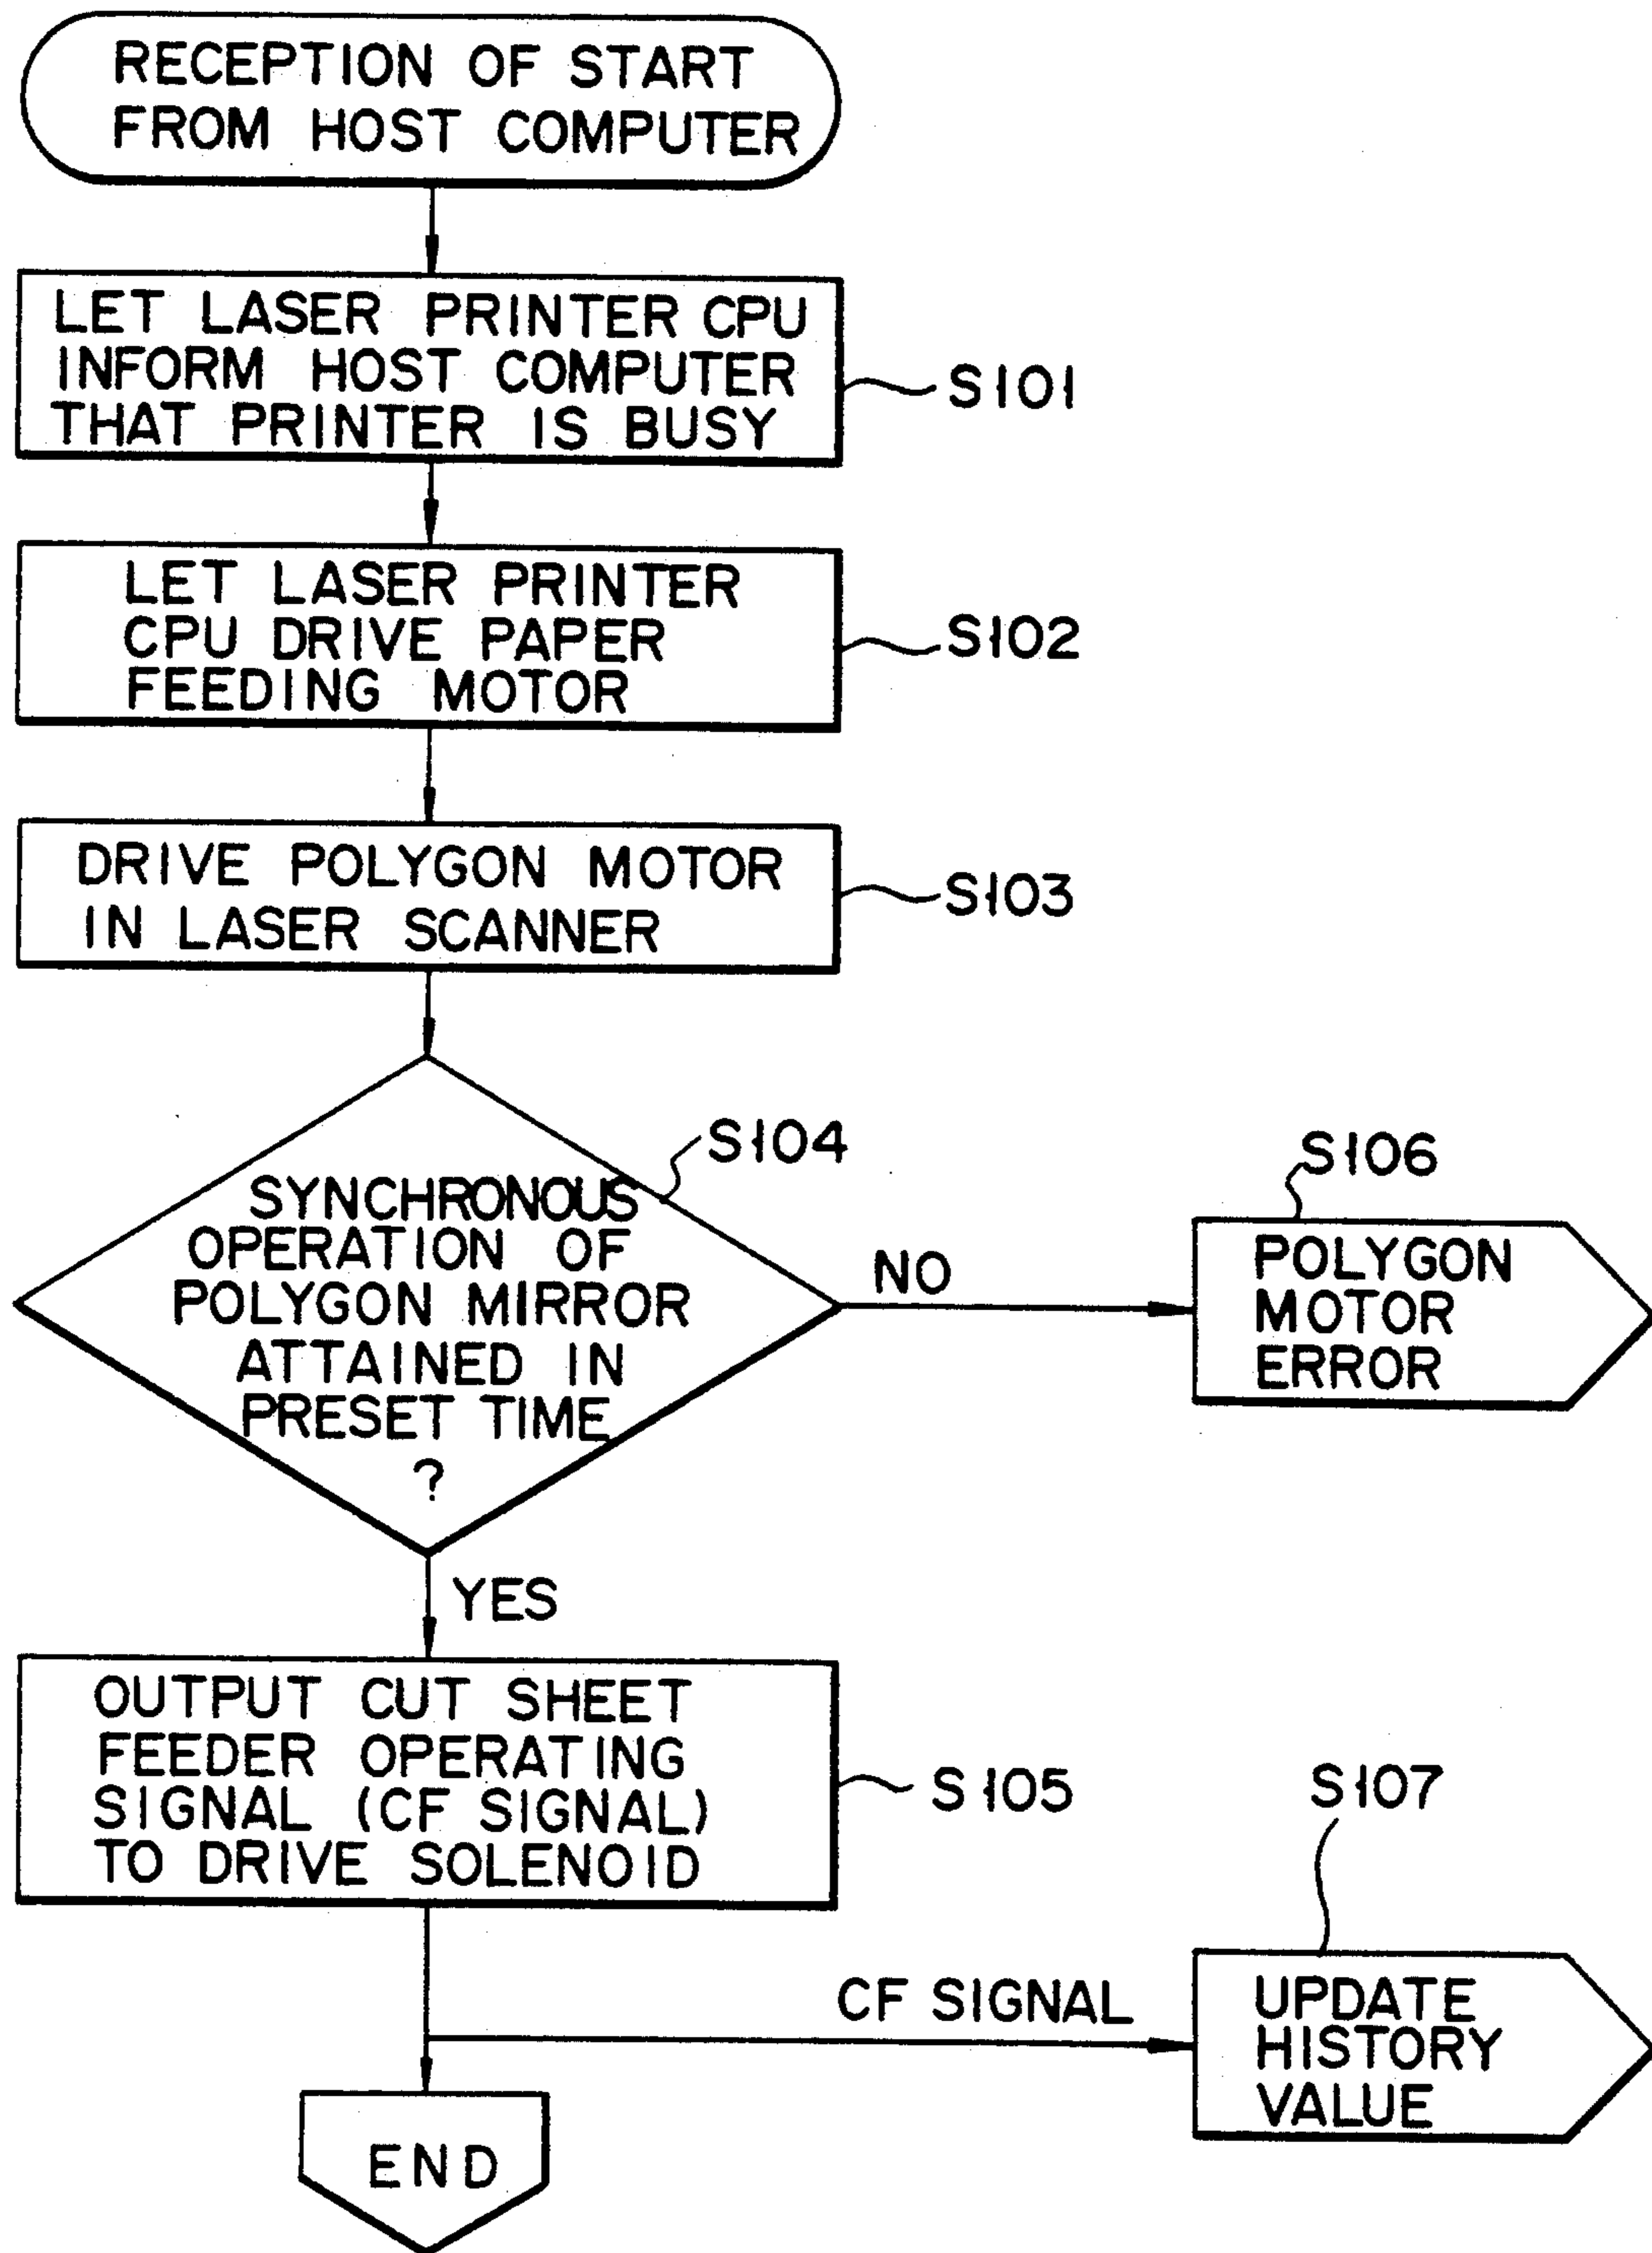 RECEPTION OF START
FROM HOST COMPUTER
LET LASER PRINTER CPU
INFORM HOST COMPUTER
THAT PRINTER IS BUSY
S101
LET LASER PRINTER
CPU DRIVE PAPER
FEEDING MOTOR
S102
DRIVE POLYGON MOTOR
IN LASER SCANNER
S103
S104
SYNCHRONOUS
OPERATION OF
POLYGON MIRROR
ATTAINED IN
PRESET TIME
?
NO
S106
POLYGON
MOTOR
ERROR
YES
OUTPUT CUT SHEET
FEEDER OPERATING
SIGNAL (CF SIGNAL)
TO DRIVE SOLENOID
S105
S107
CF SIGNAL
UPDATE
HISTORY
VALUE
END